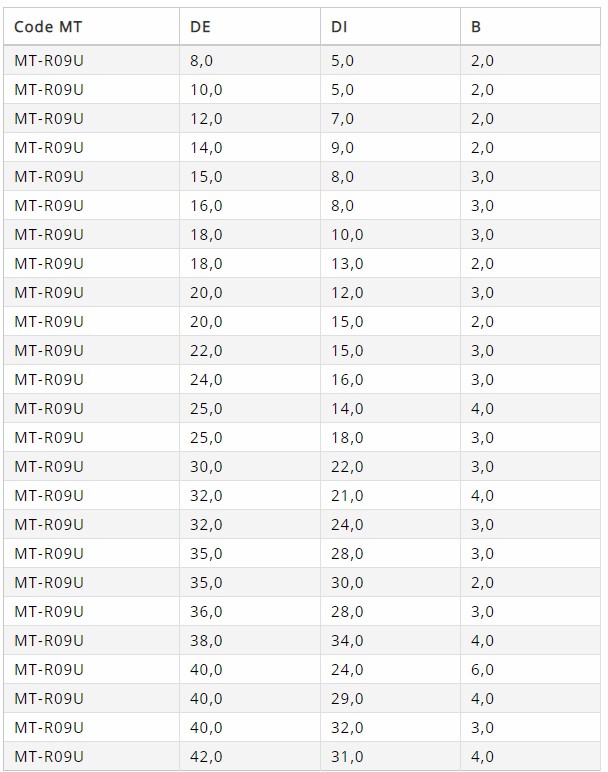 Code MT DE DI B
MT-R09U 8,0 5,0 2,0
MT-R09U 10,0 5,0 2,0
MT-R09U 12,0 7,0 2,0
MT-R09U 14,0 9,0 2,0
MT-R09U 15,0 8,0 3,0
MT-R09U 16,0 8,0 3,0
MT-R09U 18,0 10,0 3,0
MT-R09U 18,0 13,0 2,0
MT-R09U 20,0 12,0 3,0
MT-R09U 20,0 15,0 2,0
MT-R09U 22,0 15,0 3,0
MT-R09U 24,0 16,0 3,0
MT-R09U 25,0 14,0 4,0
MT-R09U 25,0 18,0 3,0
MT-R09U 30,0 22,0 3,0
MT-R09U 32,0 21,0 4,0
MT-R09U 32,0 24,0 3,0
MT-R09U 35,0 28,0 3,0
MT-R09U 35,0 30,0 2,0
MT-R09U 36,0 28,0 3,0
MT-R09U 38,0 34,0 4,0
MT-R09U 40,0 24,0 6,0
MT-R09U 40,0 29,0 4,0
MT-R09U 40,0 32,0 3,0
MT-R09U 42,0 31,0 4,0